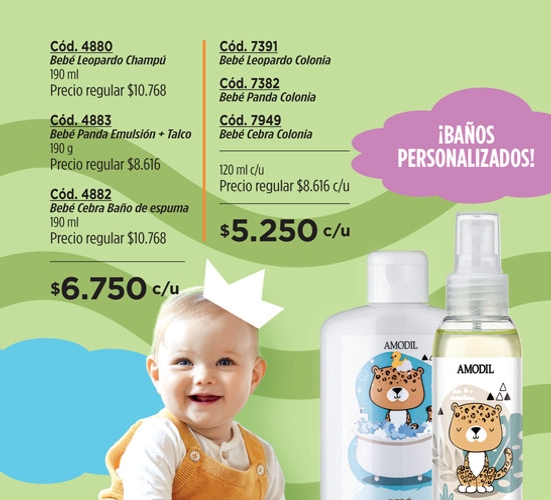 Cód. 4880
Bebé Leopardo Champú
190 ml
Precio regular $10.768
Cód. 4883
Bebé Panda Emulsión + Talco
190 g
Precio regular $8.616
Cód. 4882
Bebé Cebra Baño de espuma
190 ml
Precio regular $10.768
$6.750 c/u
Cód. 7391
Bebé Leopardo Colonia
Cód. 7382
Bebé Panda Colonia
Cód. 7949
Bebé Cebra Colonia
120 ml c/u
Precio regular $8.616 c/u
$5.250 c/u
¡BAÑOS
PERSONALIZADOS!
AMODIL
AMODIL